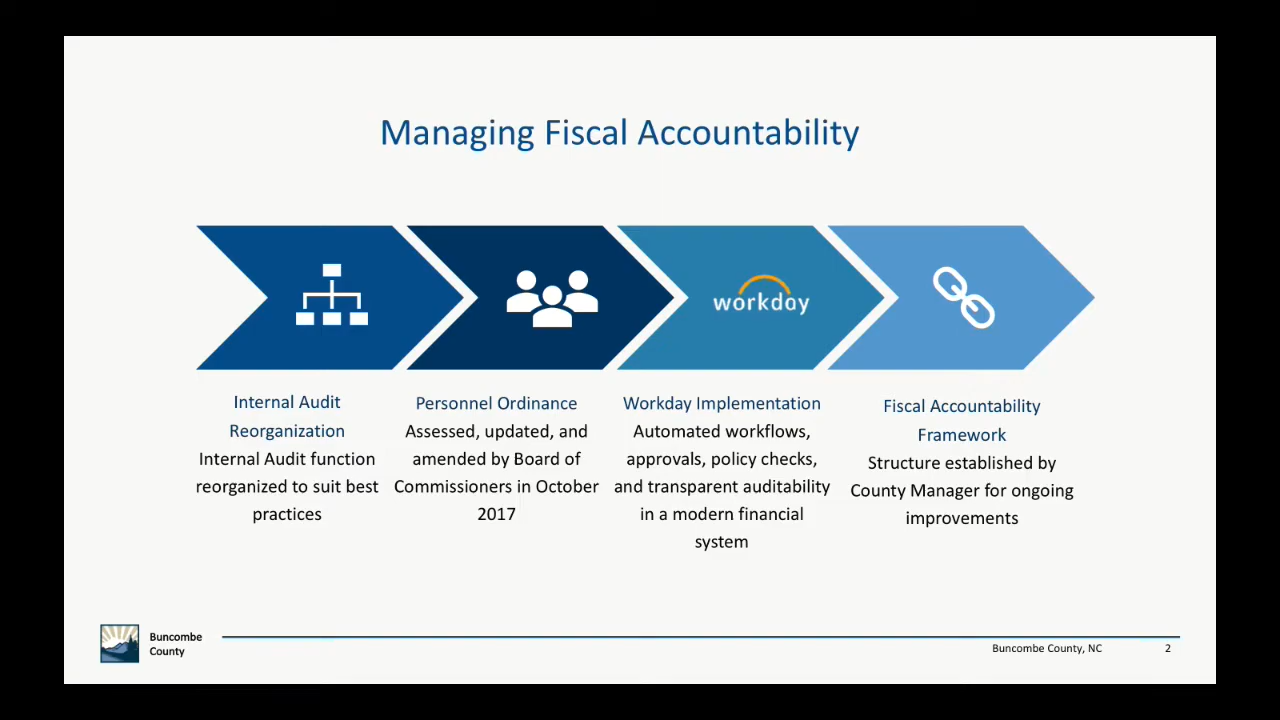 Managing Fiscal Accountability
workday
Internal Audit
Reorganization
Internal Audit function
reorganized to suit best
practices
Personnel Ordinance
Assessed, updated, and
amended by Board of
Commissioners in October
2017
Workday Implementation
Automated workflows,
approvals, policy checks,
and transparent auditability
in a modern financial
system
Fiscal Accountability
Framework
Structure established by
County Manager for ongoing
improvements
Buncombe
County
Buncombe County, NC
2